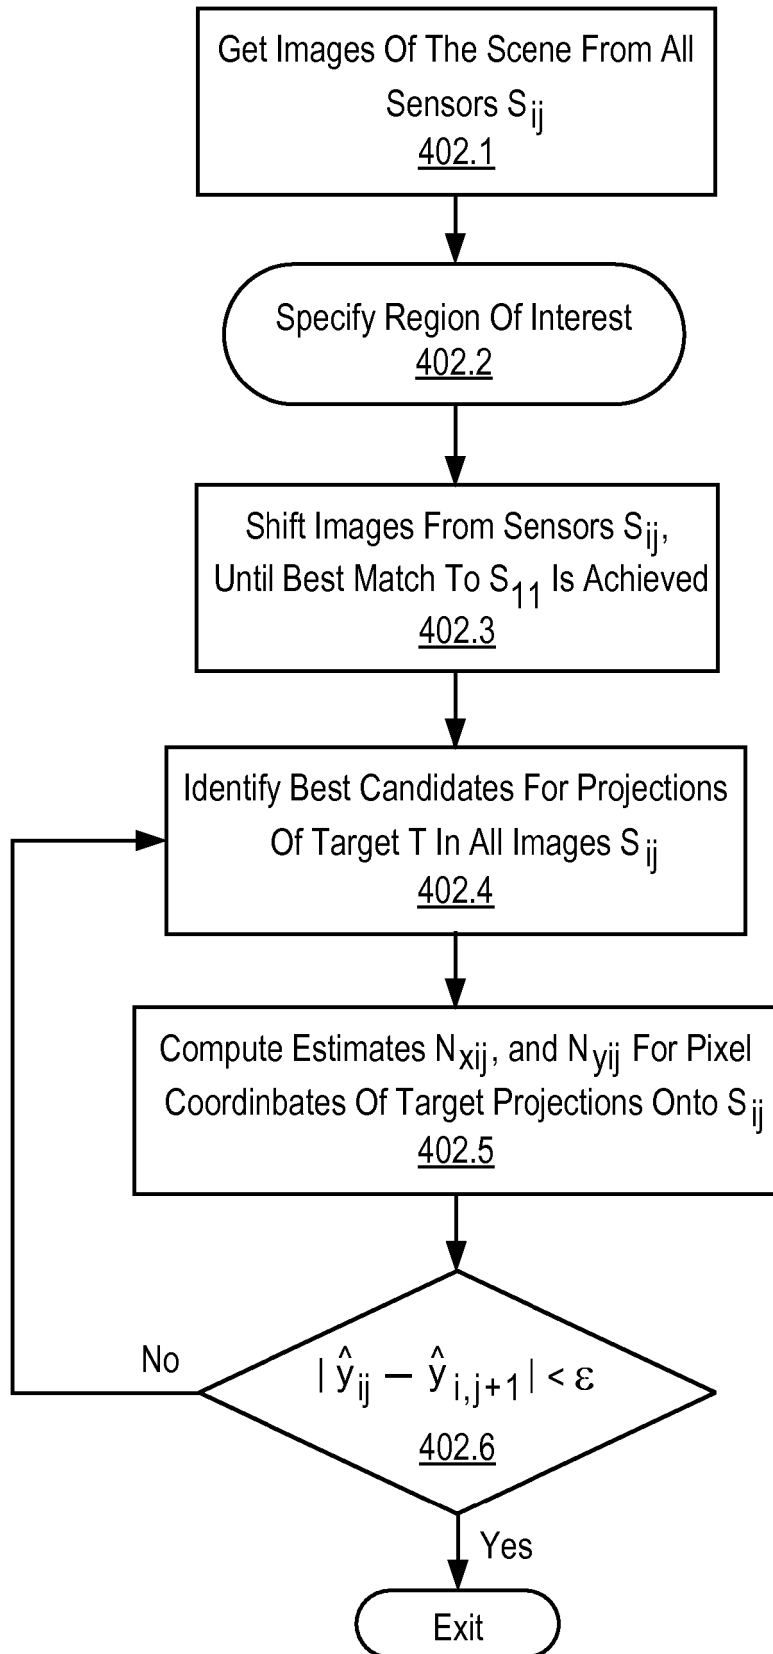 Get Images Of The Scene From All
Sensors S_ij
402.1
Specify Region Of Interest
402.2
Shift Images From Sensors S_ij,
Until Best Match To S_11 Is Achieved
402.3
Identify Best Candidates For Projections
Of Target T In All Images S_ij
402.4
Compute Estimates N_xij, and N_yij For Pixel
Coordinbates Of Target Projections Onto S_ij
402.5
| ŷ_ij – ŷ_i,j+1 | < ε
402.6
No
Yes
Exit